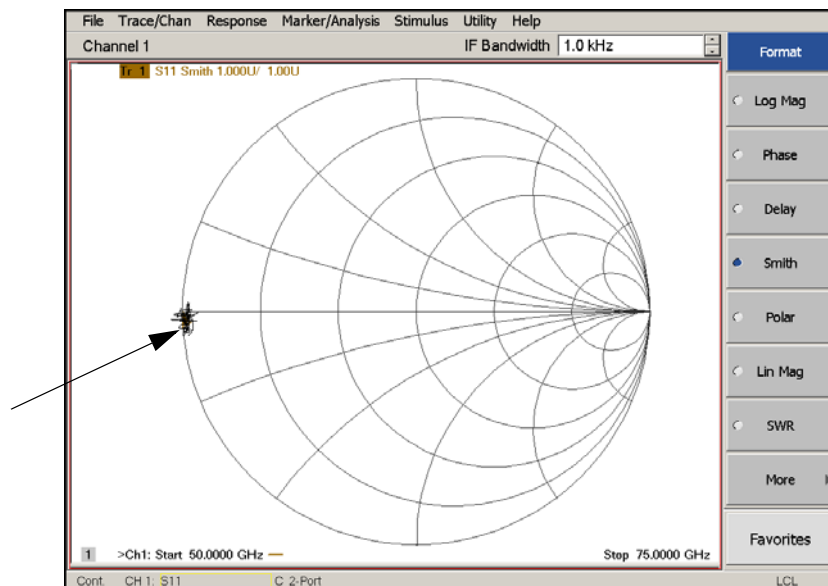 File Trace/Chan Response Marker/Analysis Stimulus Utility Help
Channel 1 IF Bandwidth 1.0 kHz
Tr 1 S11 Smith 1.000U/ 1.00U
Format
Log Mag
Phase
Delay
Smith
Polar
Lin Mag
SWR
More
Favorites
1 >Ch1: Start 50.0000 GHz Stop 75.0000 GHz
Cont. CH 1: S11 C 2-Port LCL